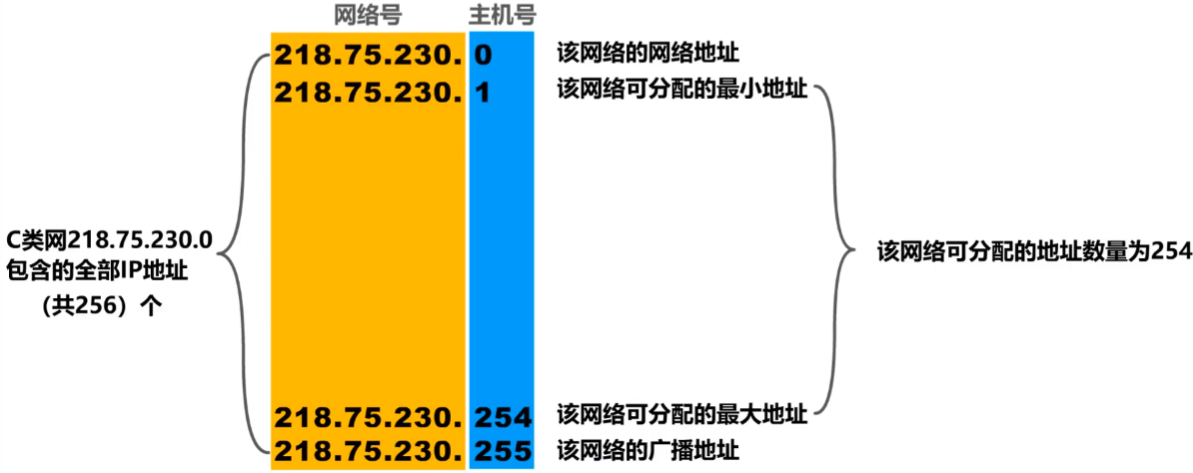 网络号 主机号
218.75.230. 0 该网络的网络地址
218.75.230. 1 该网络可分配的最小地址
C类网218.75.230.0
包含的全部IP地址
（共256）个
该网络可分配的地址数量为254
218.75.230. 254 该网络可分配的最大地址
218.75.230. 255 该网络的广播地址